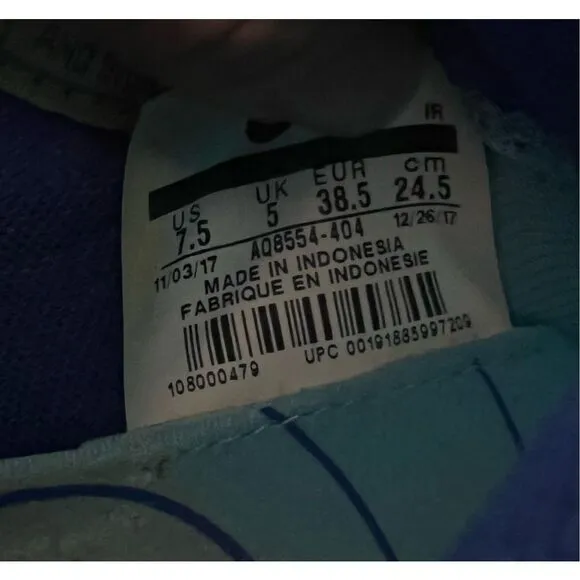 IR
US UK EUR cm
7.5 5 38.5 24.5
11/03/17 AQ8554-404 12/26/17
MADE IN INDONESIA
FABRIQUE EN INDONESIE
108000479 UPC 00191885997209